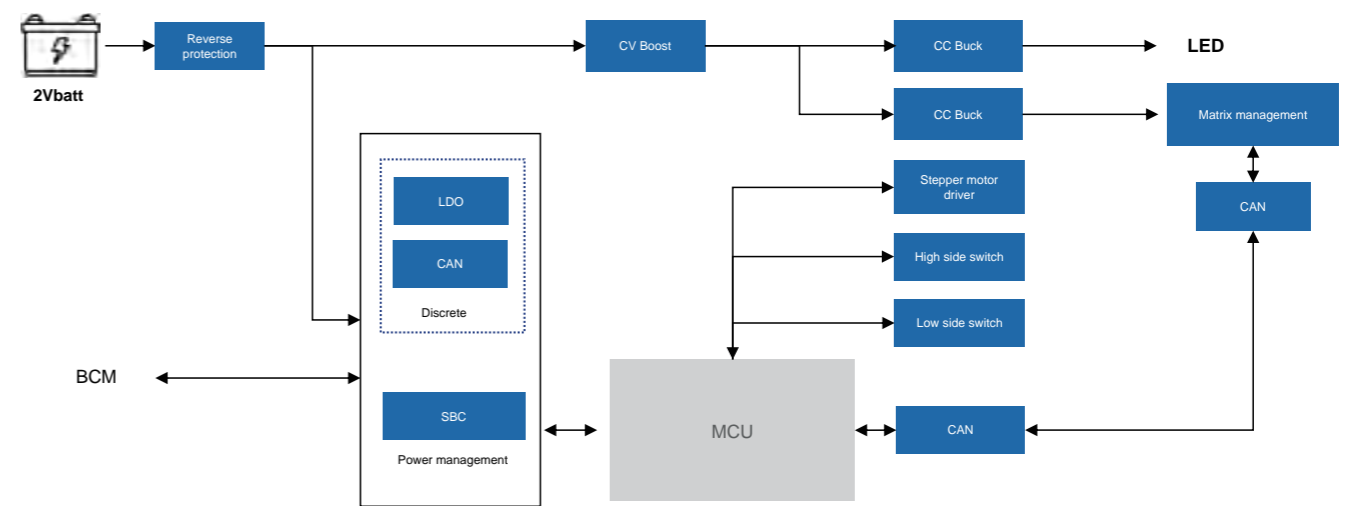 2Vbatt
Reverse
protection
CV Boost
CC Buck
LED
CC Buck
Matrix management
Stepper motor
driver
CAN
High side switch
Low side switch
LDO
CAN
Discrete
BCM
SBC
Power management
MCU
CAN